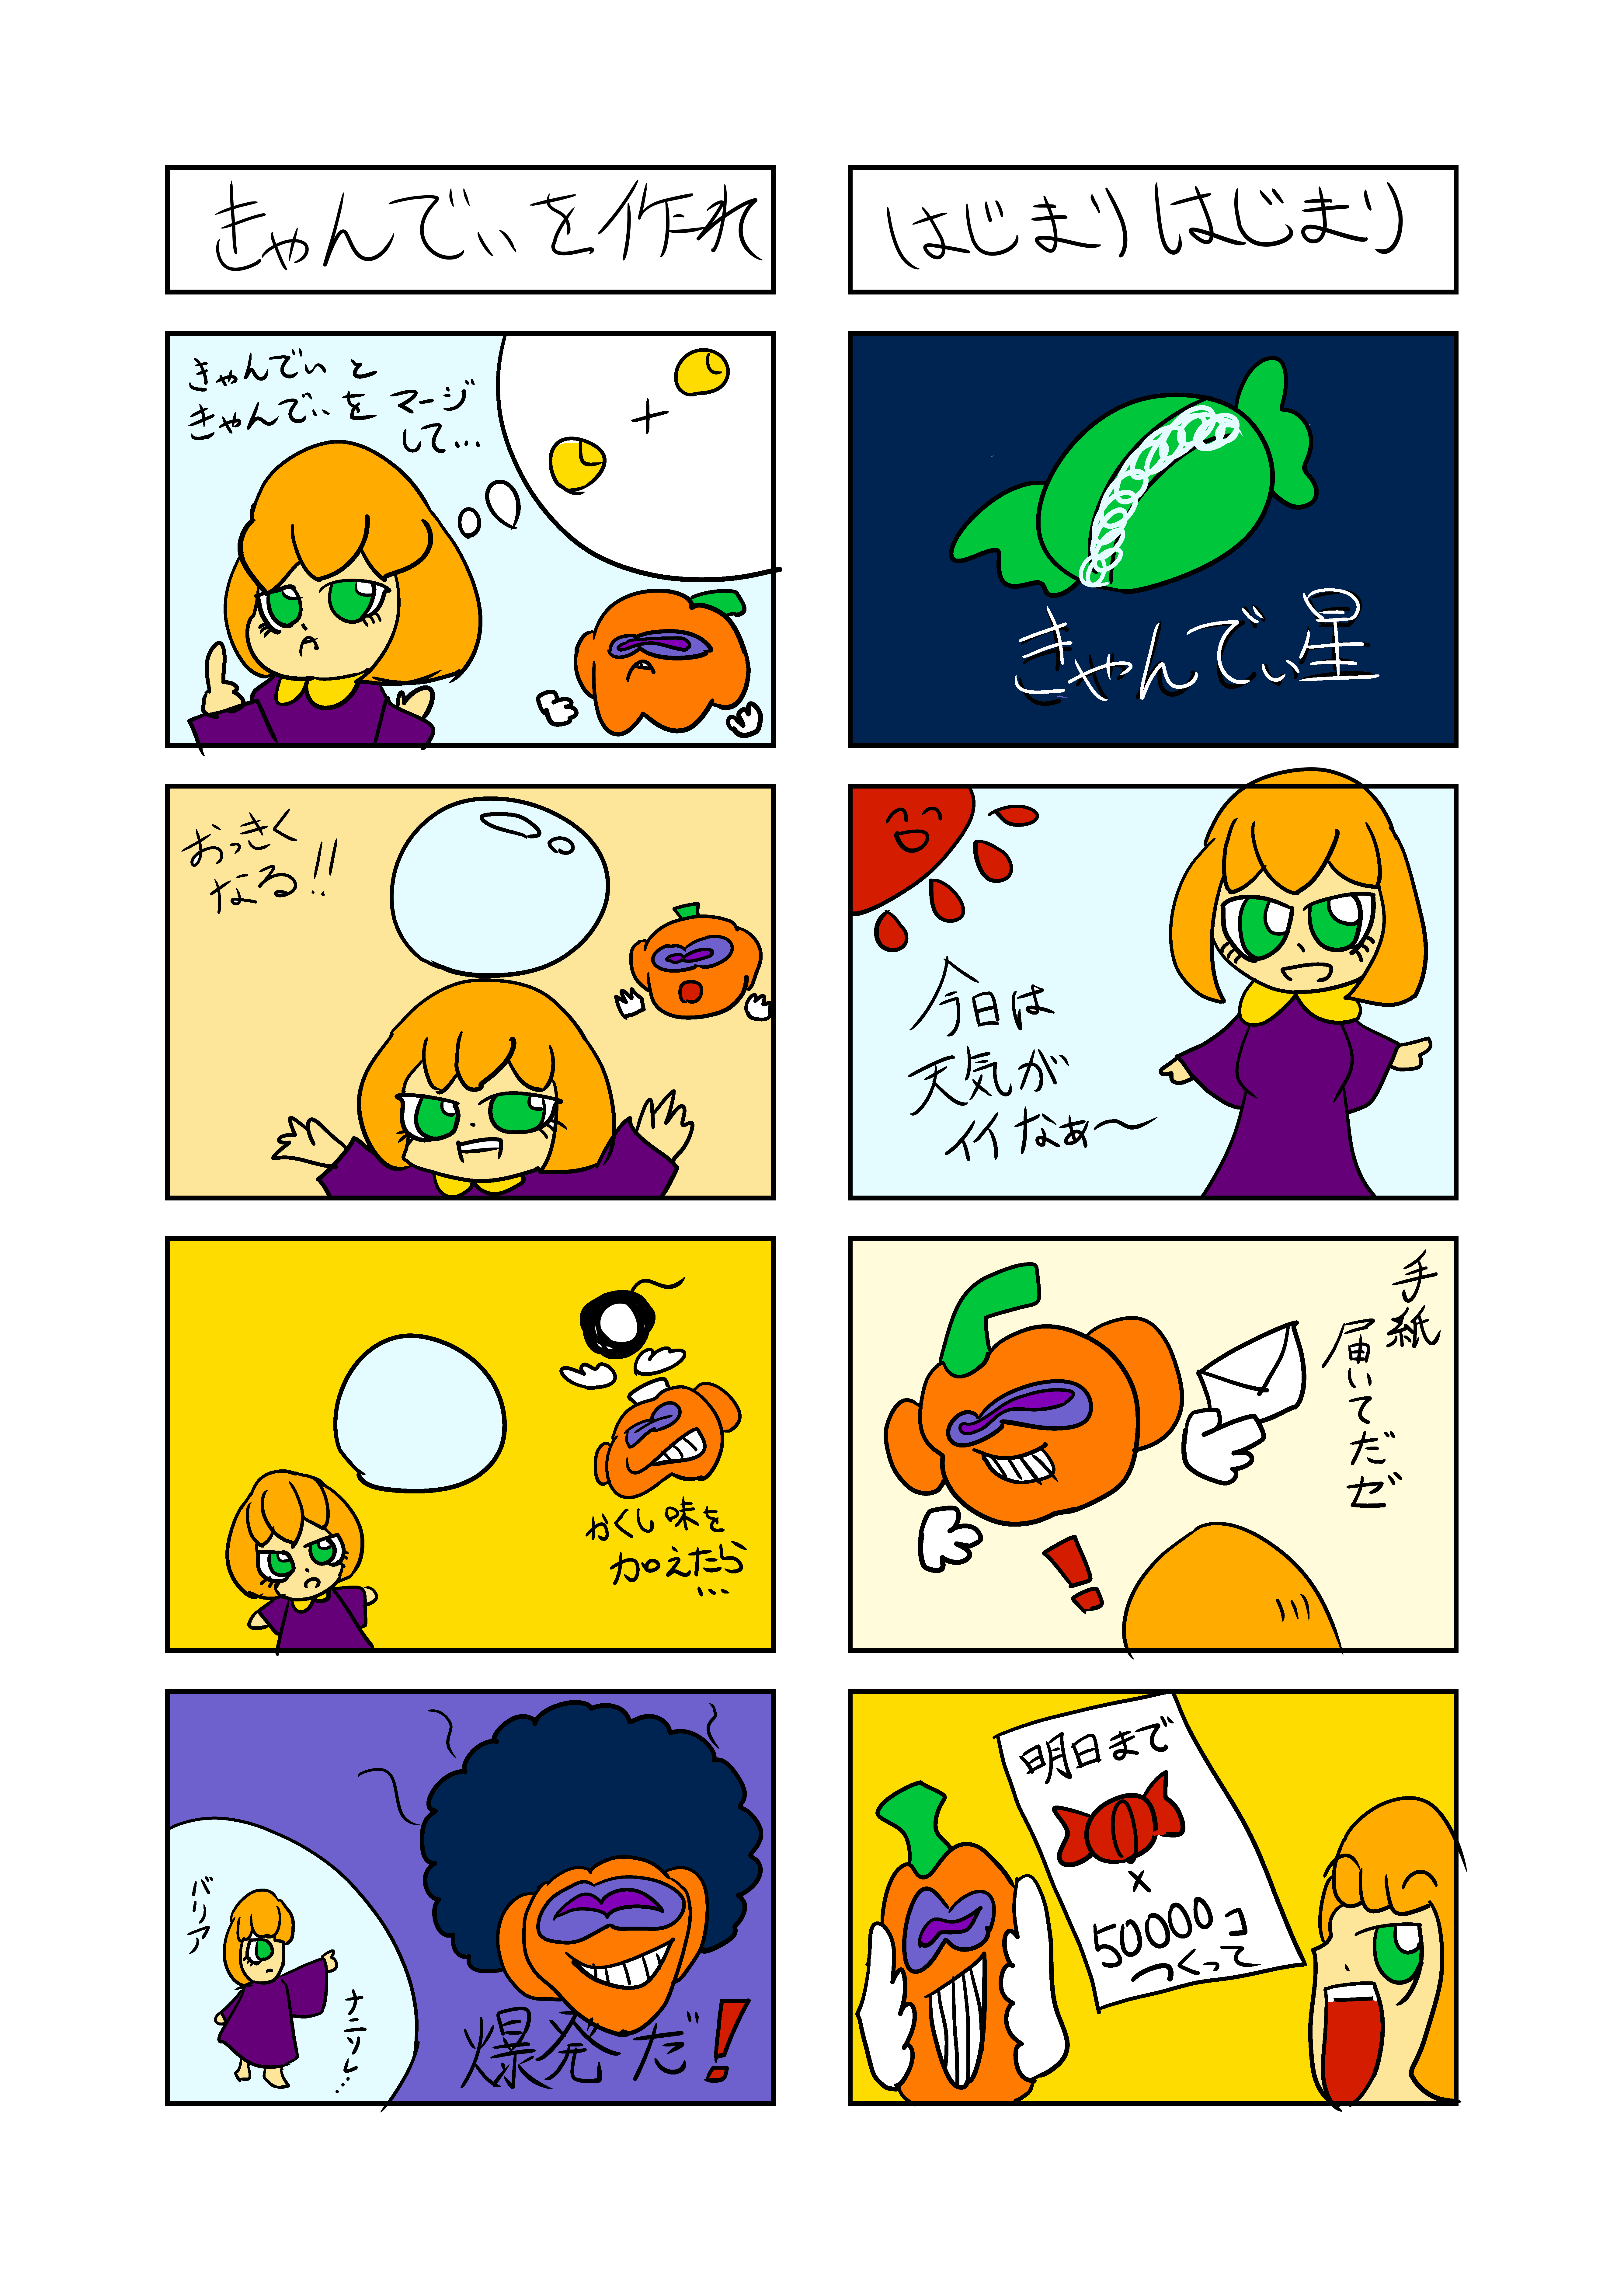 はじまりはじまり
きゃんでぃ星
今日は
天気が
イイなぁ〜
手紙
届いてだゼ
明日まで
x
50000コ
つくって
きゃんでぃを作れ
きゃんでぃと
きゃんでぃをマージ
して…
+
おっきく
なる!!
かくし味を
加えたら
…
バリア
ナニソレ…
爆発だ!